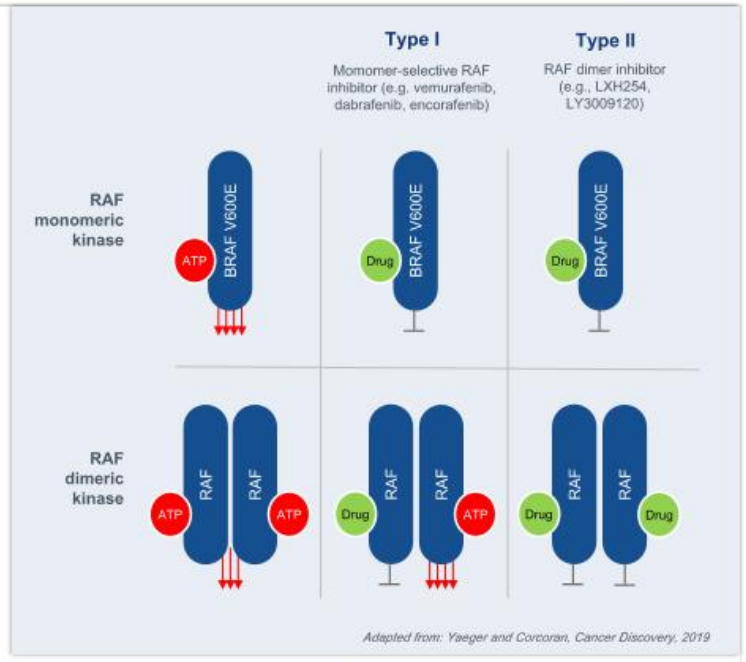 Type I
Type II
Momomer-selective RAF
inhibitor (e.g. vemurafenib,
dabrafenib, encorafenib)
RAF dimer inhibitor
(e.g., LXH254,
LY3009120)
RAF
monomeric
kinase
ATP
BRAF V600E
Drug
BRAF V600E
Drug
BRAF V600E
RAF
dimeric
kinase
ATP
RAF
RAF
ATP
Drug
RAF
RAF
ATP
Drug
RAF
RAF
Drug
Adapted from: Yaeger and Corcoran, Cancer Discovery, 2019